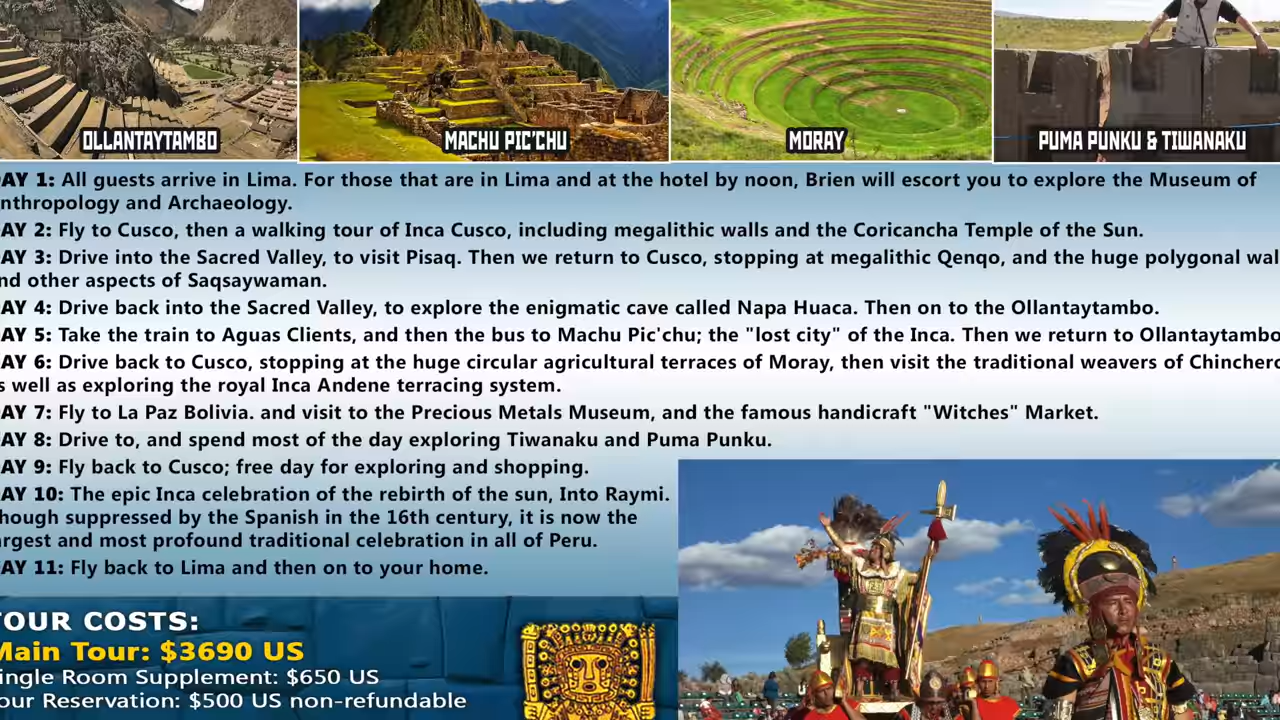 OLLANTAYTAMBO
MACHU PIC'CHU
MORAY
PUMA PUNKU & TIWANAKU
AY 1: All guests arrive in Lima. For those that are in Lima and at the hotel by noon, Brien will escort you to explore the Museum of
nthropology and Archaeology.
AY 2: Fly to Cusco, then a walking tour of Inca Cusco, including megalithic walls and the Coricancha Temple of the Sun.
AY 3: Drive into the Sacred Valley, to visit Pisaq. Then we return to Cusco, stopping at megalithic Qenqo, and the huge polygonal wal
nd other aspects of Saqsaywaman.
AY 4: Drive back into the Sacred Valley, to explore the enigmatic cave called Napa Huaca. Then on to the Ollantaytambo.
AY 5: Take the train to Aguas Clients, and then the bus to Machu Pic'chu; the "lost city" of the Inca. Then we return to Ollantaytambo
AY 6: Drive back to Cusco, stopping at the huge circular agricultural terraces of Moray, then visit the traditional weavers of Chinchero
s well as exploring the royal Inca Andene terracing system.
AY 7: Fly to La Paz Bolivia. and visit to the Precious Metals Museum, and the famous handicraft "Witches" Market.
AY 8: Drive to, and spend most of the day exploring Tiwanaku and Puma Punku.
AY 9: Fly back to Cusco; free day for exploring and shopping.
AY 10: The epic Inca celebration of the rebirth of the sun, Into Raymi.
hough suppressed by the Spanish in the 16th century, it is now the
argest and most profound traditional celebration in all of Peru.
AY 11: Fly back to Lima and then on to your home.
TOUR COSTS:
Main Tour: $3690 US
ingle Room Supplement: $650 US
our Reservation: $500 US non-refundable